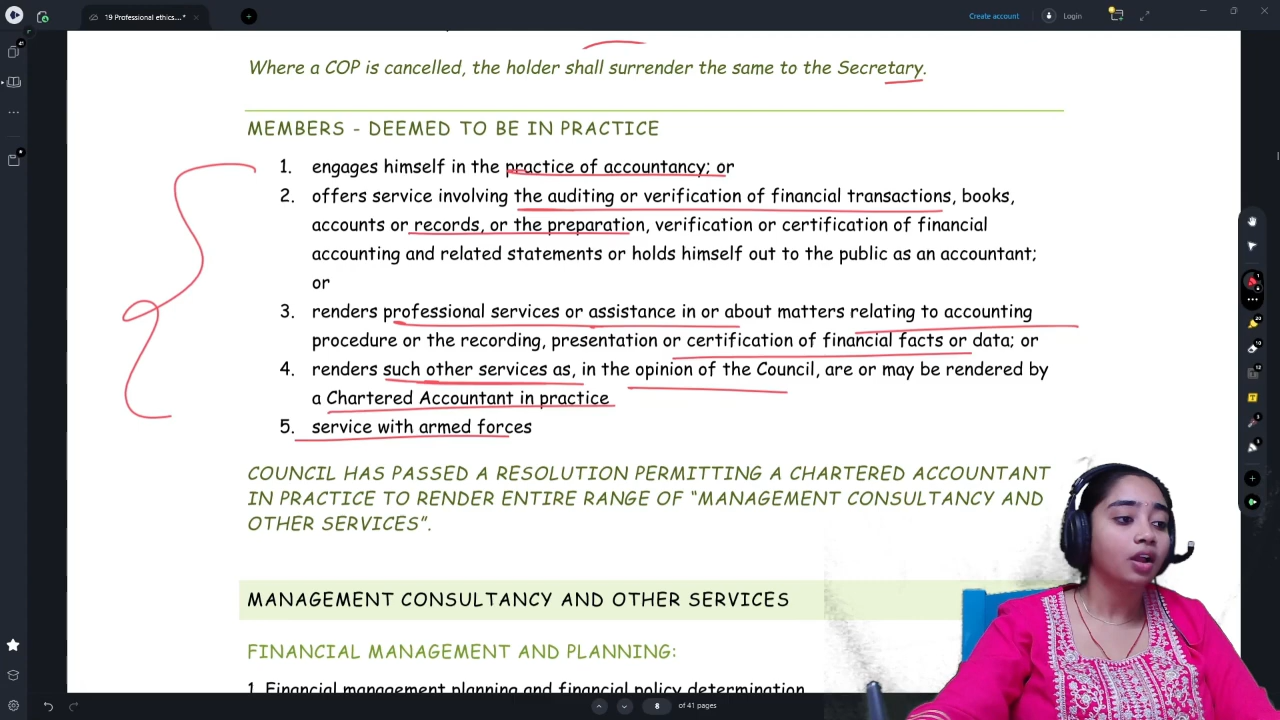 19 Professional ethics....*
Create account
Login
Where a COP is cancelled, the holder shall surrender the same to the Secretary.
MEMBERS - DEEMED TO BE IN PRACTICE
1. engages himself in the practice of accountancy; or
2. offers service involving the auditing or verification of financial transactions, books,
accounts or records, or the preparation, verification or certification of financial
accounting and related statements or holds himself out to the public as an accountant;
or
3. renders professional services or assistance in or about matters relating to accounting
procedure or the recording, presentation or certification of financial facts or data; or
4. renders such other services as, in the opinion of the Council, are or may be rendered by
a Chartered Accountant in practice
5. service with armed forces
COUNCIL HAS PASSED A RESOLUTION PERMITTING A CHARTERED ACCOUNTANT
IN PRACTICE TO RENDER ENTIRE RANGE OF “MANAGEMENT CONSULTANCY AND
OTHER SERVICES”.
MANAGEMENT CONSULTANCY AND OTHER SERVICES
FINANCIAL MANAGEMENT AND PLANNING:
1. Financial management planning and financial policy determination
8 of 41 pages